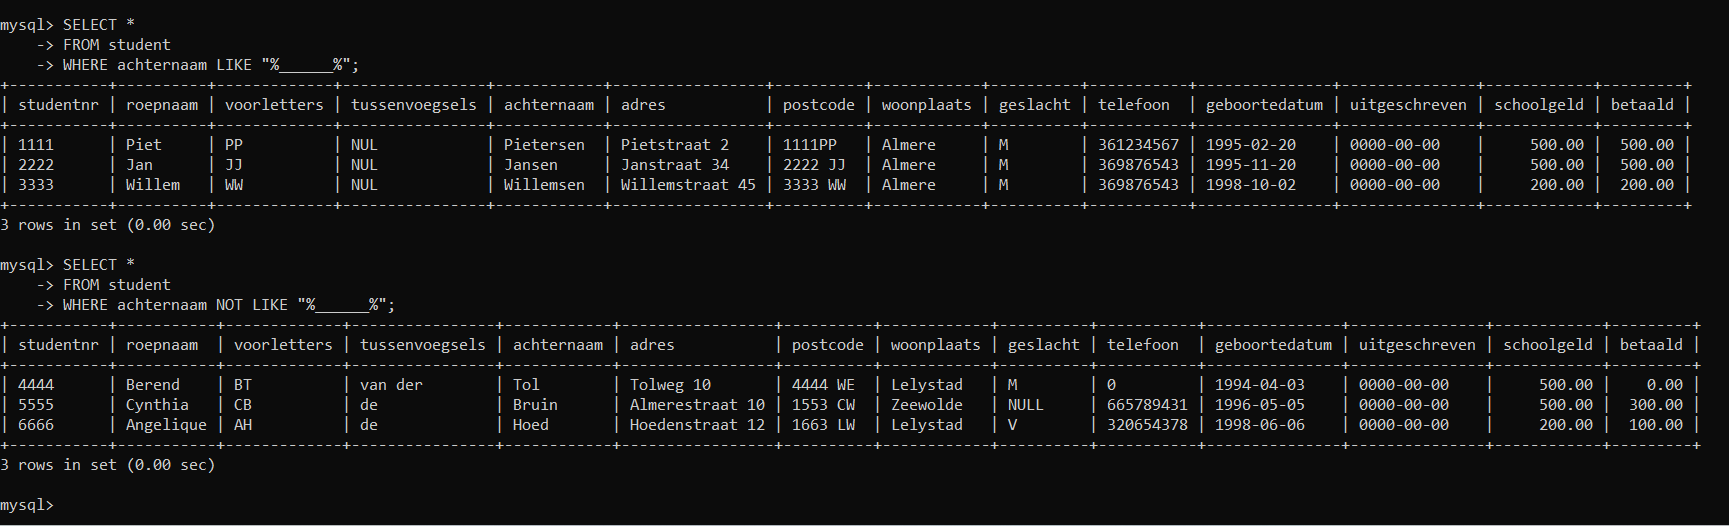 mysql> SELECT *
    -> FROM student
    -> WHERE achternaam LIKE "%______%";
+-----------+----------+------------+----------------+------------+------------------+----------+------------+----------+-----------+---------------+---------------+------------+---------+
| studentnr | roepnaam | voorletters | tussenvoegsels | achternaam | adres           | postcode | woonplaats | geslacht | telefoon  | geboortedatum | uitgeschreven | schoolgeld | betaald |
+-----------+----------+------------+----------------+------------+------------------+----------+------------+----------+-----------+---------------+---------------+------------+---------+
| 1111      | Piet     | PP          | NUL            | Pietersen  | Pietstraat 2    | 1111PP   | Almere     | M        | 361234567 | 1995-02-20    | 0000-00-00    |     500.00 |  500.00 |
| 2222      | Jan      | JJ          | NUL            | Jansen     | Janstraat 34    | 2222 JJ  | Almere     | M        | 369876543 | 1995-11-20    | 0000-00-00    |     500.00 |  500.00 |
| 3333      | Willem   | WW          | NUL            | Willemsen  | Willemstraat 45 | 3333 WW  | Almere     | M        | 369876543 | 1998-10-02    | 0000-00-00    |     200.00 |  200.00 |
+-----------+----------+------------+----------------+------------+------------------+----------+------------+----------+-----------+---------------+---------------+------------+---------+
3 rows in set (0.00 sec)
mysql> SELECT *
    -> FROM student
    -> WHERE achternaam NOT LIKE "%______%";
+-----------+-----------+-------------+----------------+------------+-----------------+----------+------------+----------+-----------+---------------+---------------+------------+---------+
| studentnr | roepnaam  | voorletters | tussenvoegsels | achternaam | adres           | postcode | woonplaats | geslacht | telefoon  | geboortedatum | uitgeschreven | schoolgeld | betaald |
+-----------+-----------+-------------+----------------+------------+-----------------+----------+------------+----------+-----------+---------------+---------------+------------+---------+
| 4444      | Berend    | BT          | van der        | Tol        | Tolweg 10       | 4444 WE  | Lelystad   | M        | 0         | 1994-04-03    | 0000-00-00    |     500.00 |    0.00 |
| 5555      | Cynthia   | CB          | de             | Bruin      | Almerestraat 10 | 1553 CW  | Zeewolde   | NULL     | 665789431 | 1996-05-05    | 0000-00-00    |     500.00 |  300.00 |
| 6666      | Angelique | AH          | de             | Hoed       | Hoedenstraat 12 | 1663 LW  | Lelystad   | V        | 320654378 | 1998-06-06    | 0000-00-00    |     200.00 |  100.00 |
+-----------+-----------+-------------+----------------+------------+-----------------+----------+------------+----------+-----------+---------------+---------------+------------+---------+
3 rows in set (0.00 sec)
mysql>